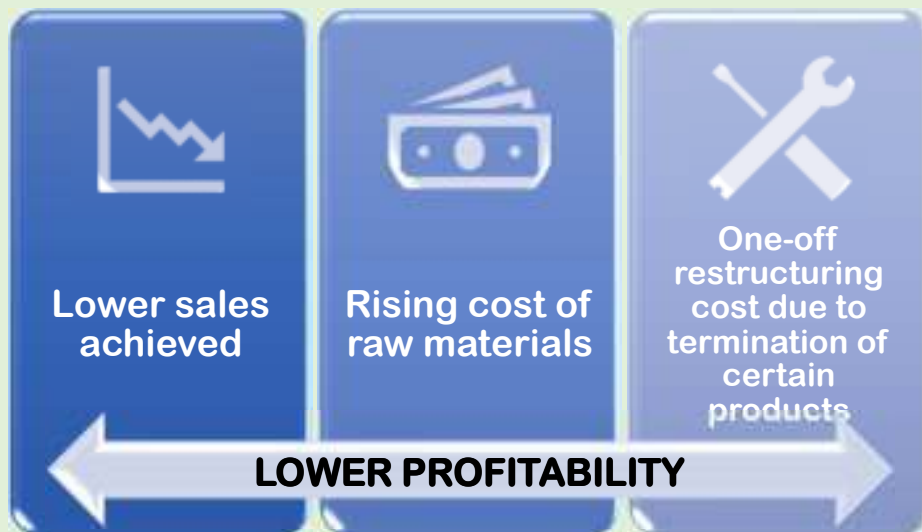 Lower sales
achieved
Rising cost of
raw materials
One-off
restructuring
cost due to
termination of
certain
products
LOWER PROFITABILITY